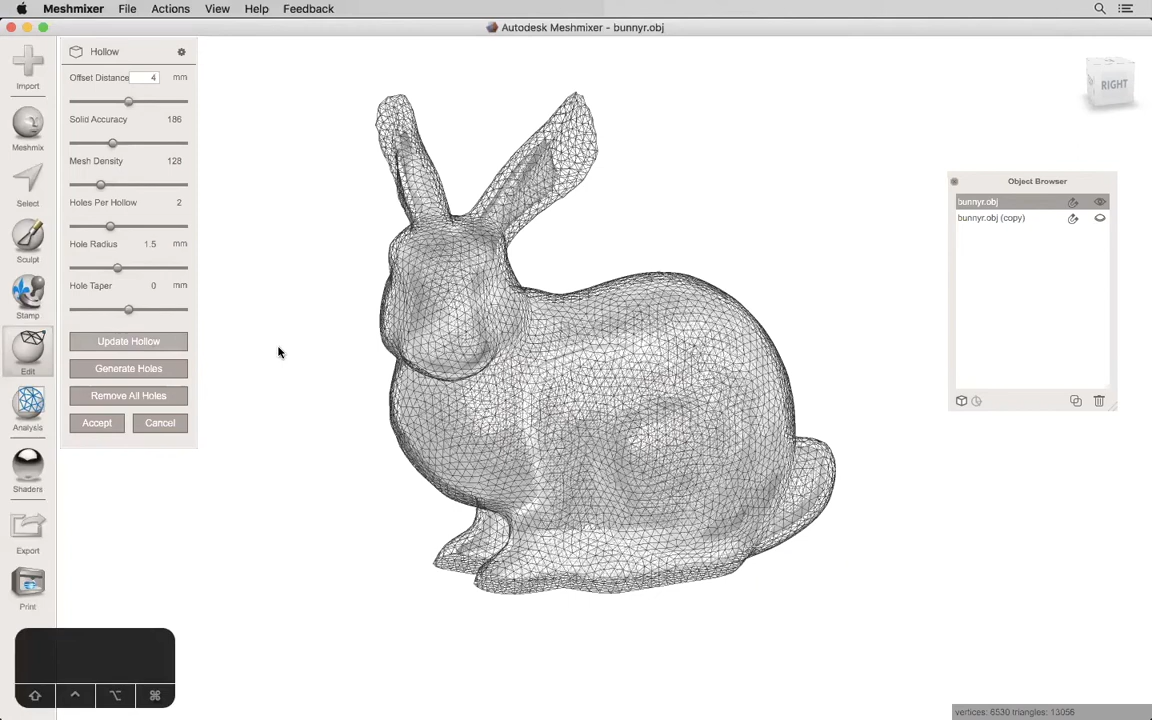 Meshmixer File Actions View Help Feedback
Autodesk Meshmixer - bunnyr.obj
Import
Meshmix
Select
Sculpt
Stamp
Edit
Analysis
Shaders
Export
Print
Hollow
Offset Distance 4 mm
Solid Accuracy 186
Mesh Density 128
Holes Per Hollow 2
Hole Radius 1.5 mm
Hole Taper 0 mm
Update Hollow
Generate Holes
Remove All Holes
Accept Cancel
RIGHT
Object Browser
bunnyr.obj
bunnyr.obj (copy)
vertices: 6530 triangles: 13056